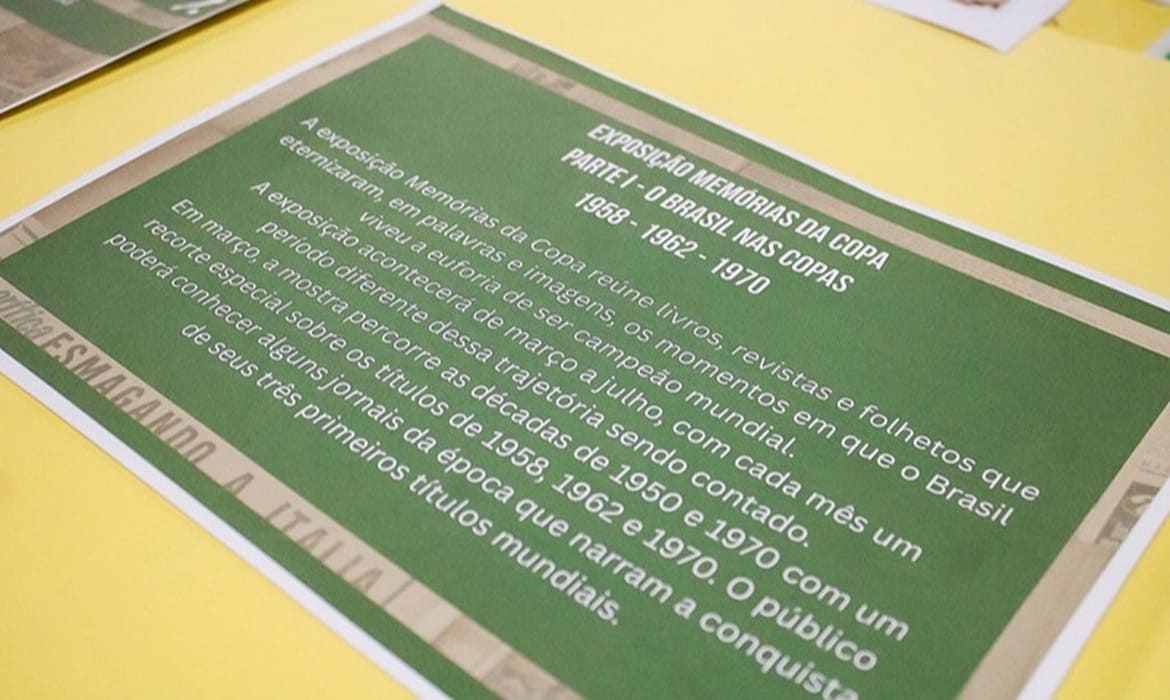 EXPOSIÇÃO MEMÓRIAS DA COPA
PARTE I - O BRASIL NAS COPAS
1958 - 1962 - 1970
A exposição Memórias da Copa reúne livros, revistas e folhetos que
eternizaram, em palavras e imagens, os momentos em que o Brasil
viveu a euforia de ser campeão mundial.
A exposição acontecerá de março a julho, com cada mês um
período diferente dessa trajetória sendo contado.
Em março, a mostra percorre as décadas de 1950 e 1970 com um
recorte especial sobre os títulos de 1958, 1962 e 1970. O público
poderá conhecer alguns jornais da época que narram a conquista
de seus três primeiros títulos mundiais.
ESMAGANDO A ITALIA!